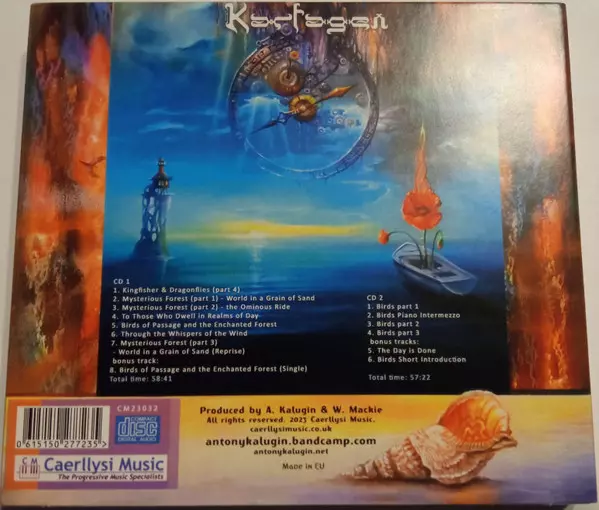 Karfagen
CD 1
1. Kingfisher & Dragonflies (part 4)
2. Mysterious Forest (part 1) - World in a Grain of Sand
3. Mysterious Forest (part 2) - the Ominous Ride
4. To Those Who Dwell in Realms of Day
5. Birds of Passage and the Enchanted Forest
6. Through the Whispers of the Wind
7. Mysterious Forest (part 3)
- World in a Grain of Sand (Reprise)
bonus track:
8. Birds of Passage and the Enchanted Forest (Single)
Total time: 58:41
CD 2
1. Birds part 1
2. Birds Piano Intermezzo
3. Birds part 2
4. Birds part 3
bonus tracks:
5. The Day is Done
6. Birds Short Introduction
Total time: 57:22
0615150277235>
CM23032
COMPACT
disc
DIGITAL AUDIO
CM
Caerllysi Music
The Progressive Music Specialists
Produced by A. Kalugin & W. Mackie
All rights reserved, 2023 Caerllysi Music.
caerllysimusic.co.uk
antonykalugin.bandcamp.com
antonykalugin.net
Made in EU